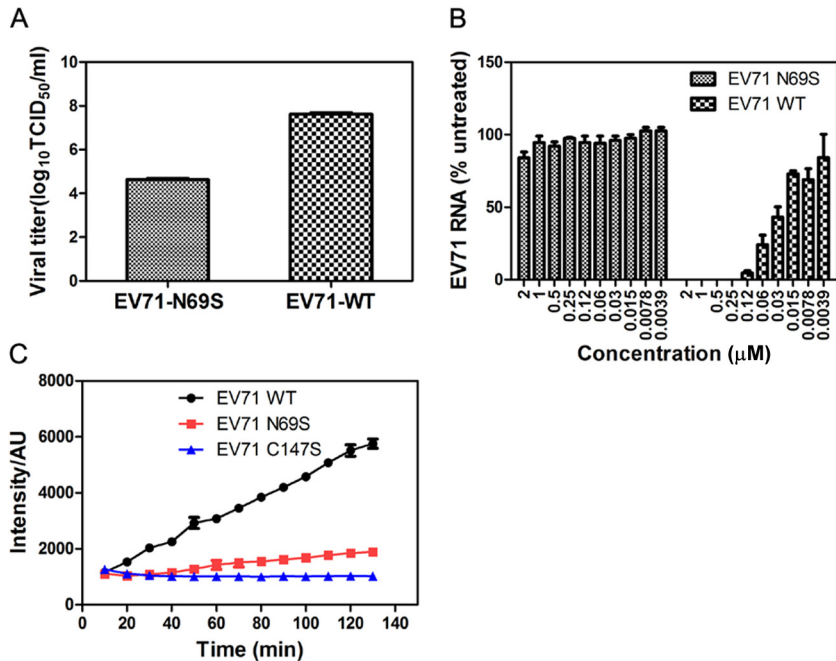 A
Viral titer(log10TCID50/ml)
10
8
6
4
2
0
EV71-N69S
EV71-WT
B
EV71 RNA (% untreated)
150
100
50
0
EV71 N69S
EV71 WT
2
1
0.5
0.25
0.12
0.06
0.03
0.015
0.0078
0.0039
2
1
0.5
0.25
0.12
0.06
0.03
0.015
0.0078
0.0039
Concentration (μM)
C
Intensity/AU
8000
6000
4000
2000
0
EV71 WT
EV71 N69S
EV71 C147S
0 20 40 60 80 100 120 140
Time (min)